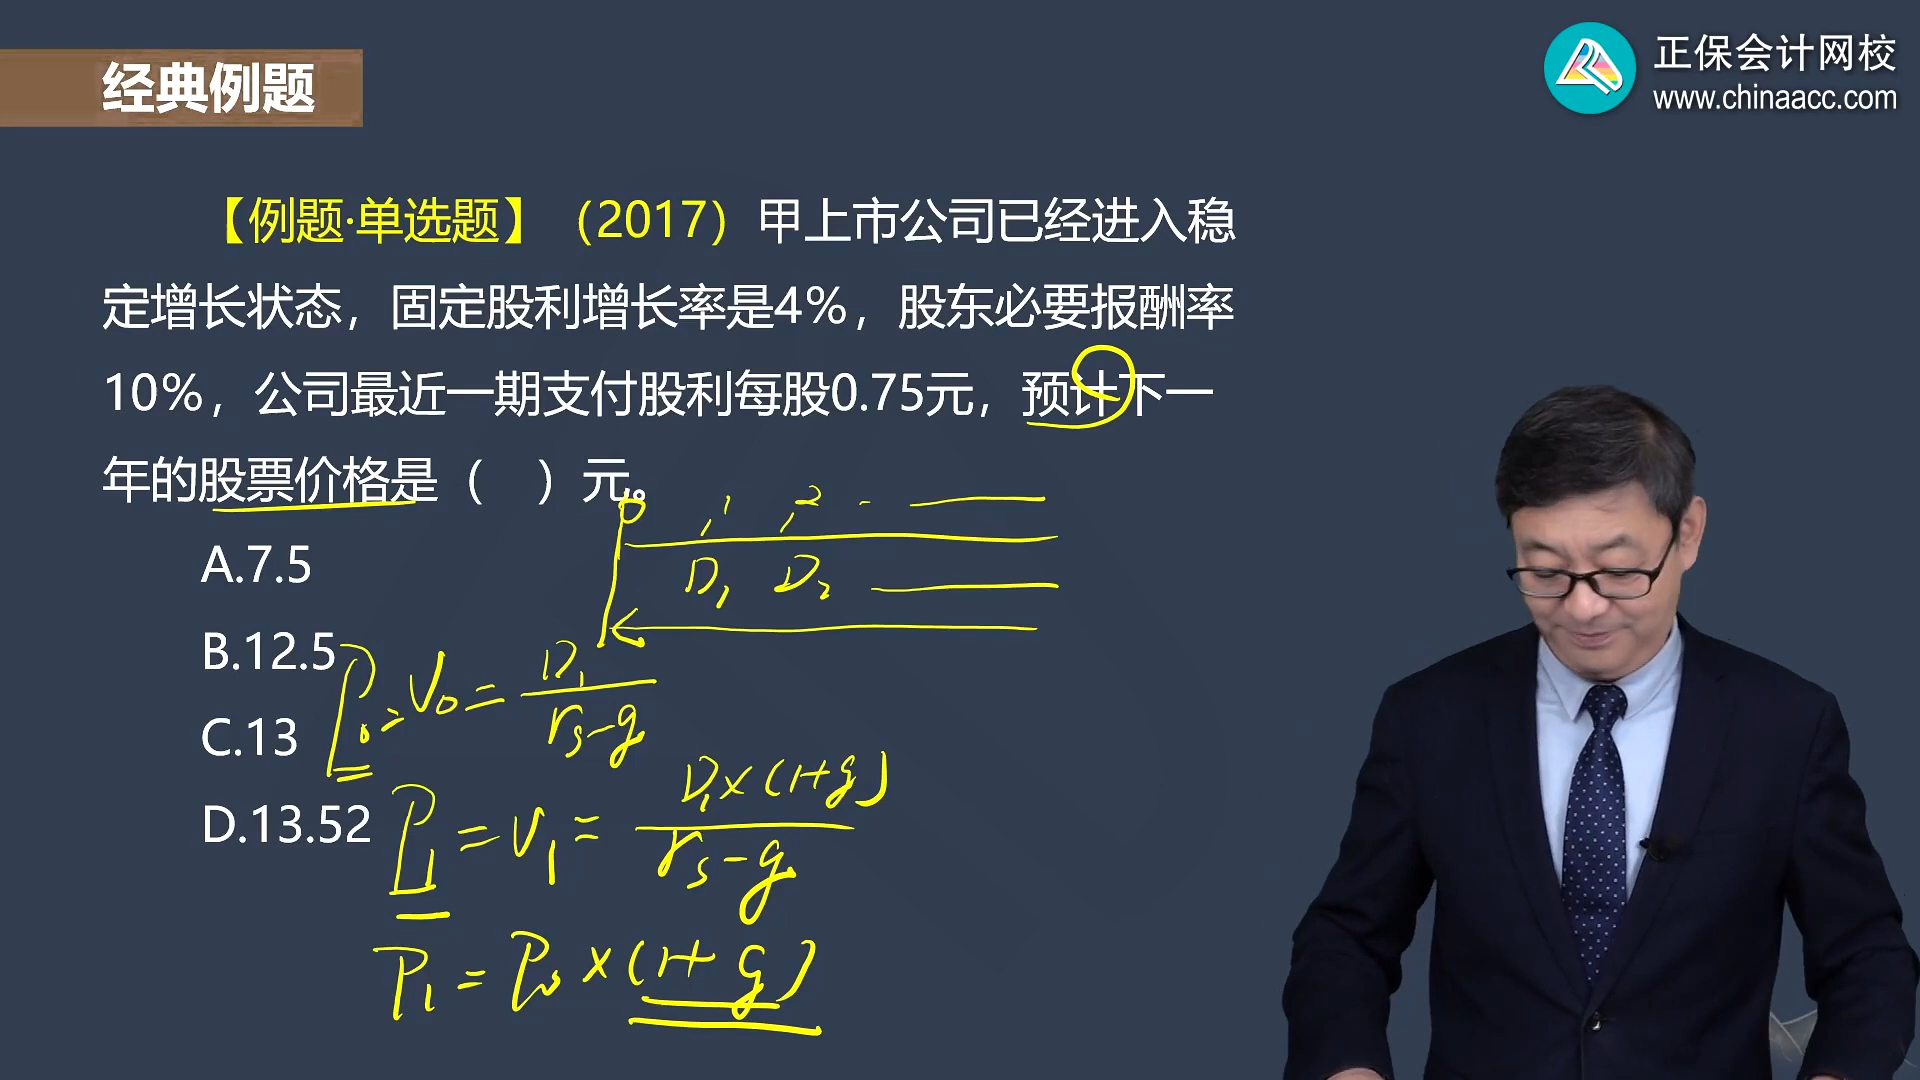 经典例题
正保会计网校
www.chinaacc.com
【例题·单选题】（2017）甲上市公司已经进入稳
定增长状态，固定股利增长率是4%，股东必要报酬率
10%，公司最近一期支付股利每股0.75元，预计下一
年的股票价格是（ ）元。
0 1 2
A.7.5
D₁ D₂
B.12.5
C.13
P₀=V₀=D₁/(rs-g)
D.13.52
P₁=V₁=D₁×(1+g)/(rs-g)
P₁=P₀×(1+g)